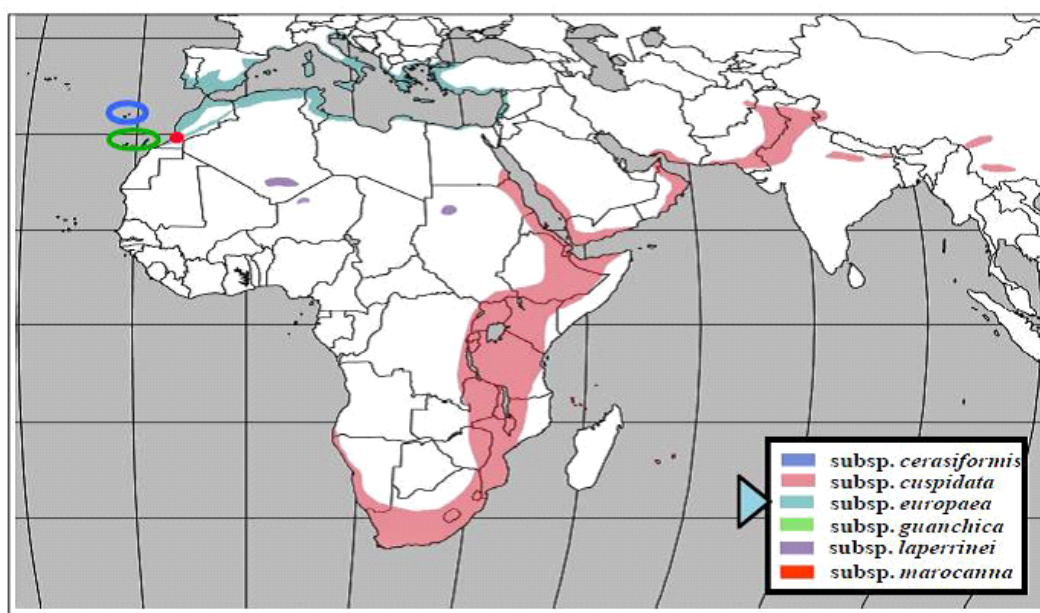 subsp. cerasiformis
subsp. cuspidata
subsp. europaea
subsp. guanchica
subsp. laperrinei
subsp. marocanna